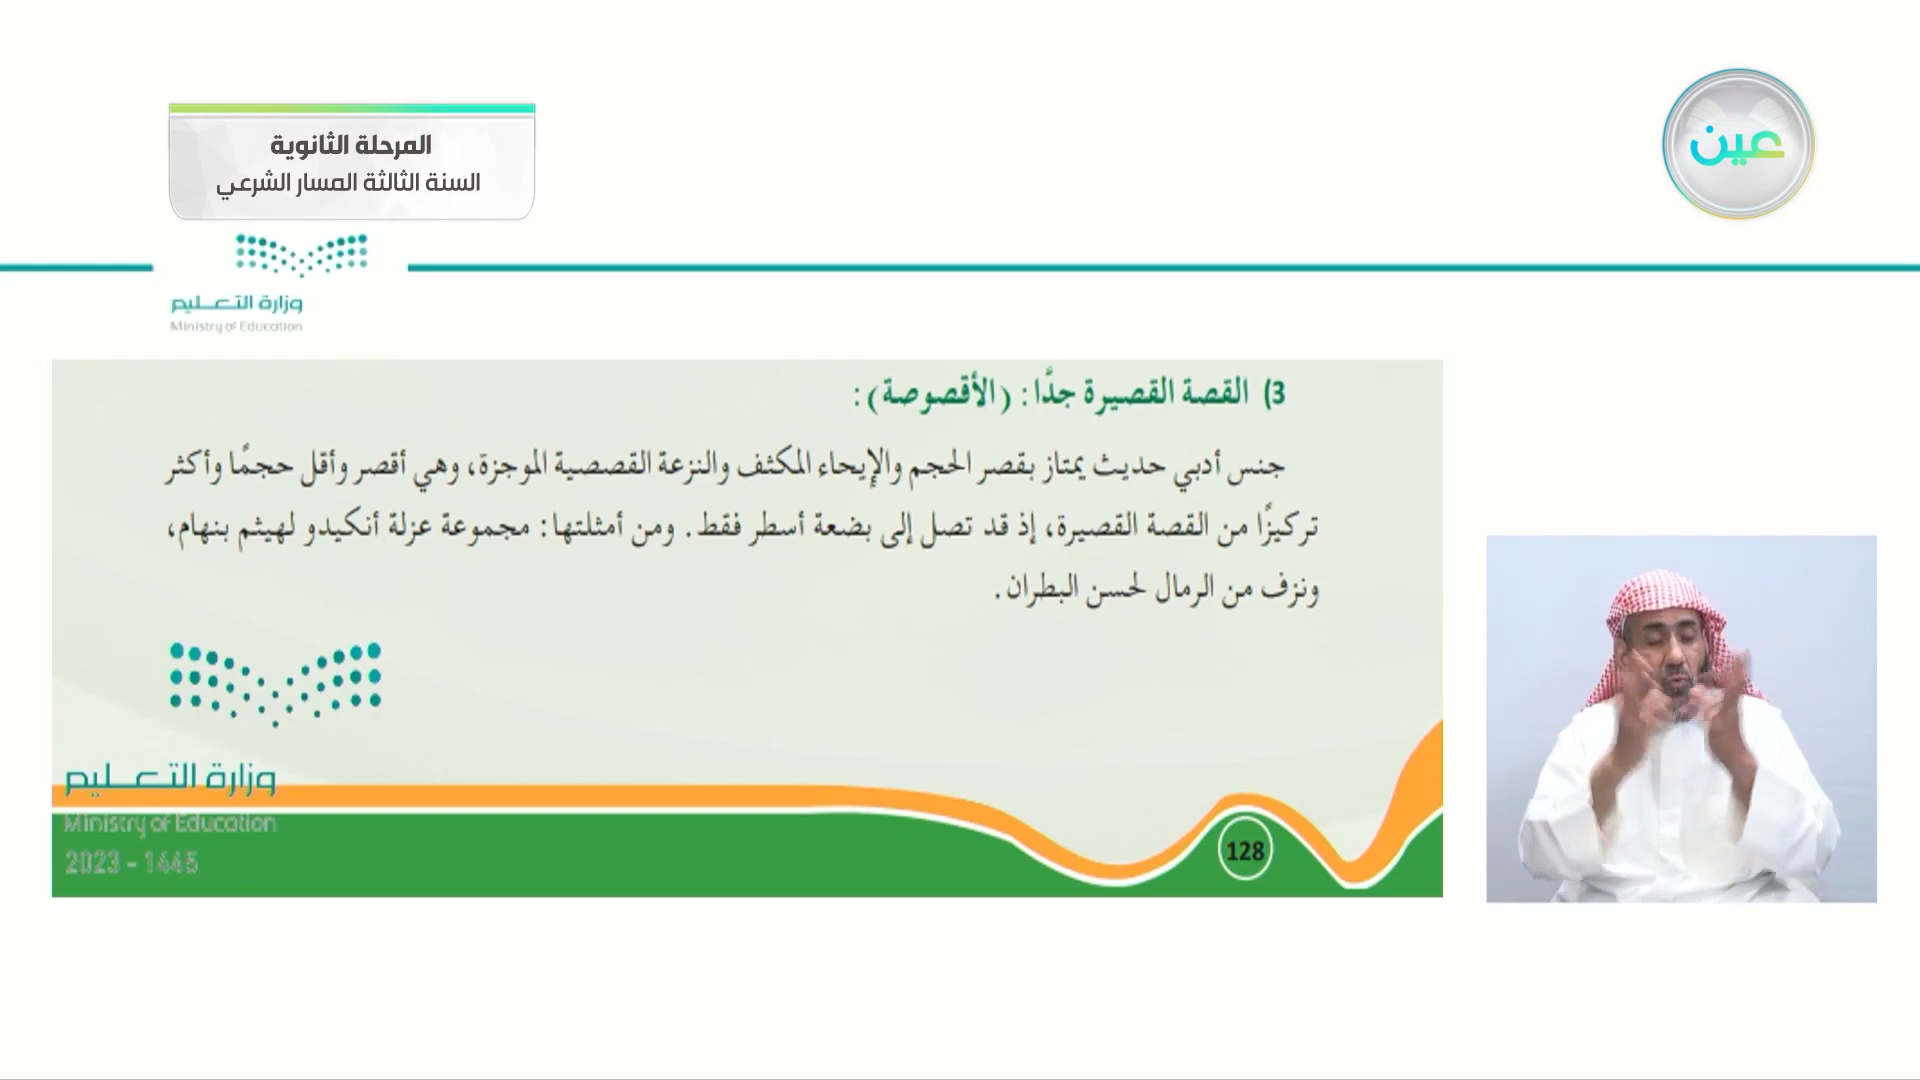 المرحلة الثانوية
السنة الثالثة المسار الشرعي
عين
وزارة التعليم
Ministry of Education
3) القصة القصيرة جدًّا: (الأقصوصة):
جنس أدبي حديث يمتاز بقصر الحجم والإيحاء المكثف والنزعة القصصية الموجزة، وهي أقصر وأقل حجمًا وأكثر
تركيزًا من القصة القصيرة، إذ قد تصل إلى بضعة أسطر فقط. ومن أمثلتها: مجموعة عزلة أنكيدو لهيثم بنهام،
ونزف من الرمال لحسن البطران.
وزارة التعليم
Ministry of Education
2023 - 1445
128